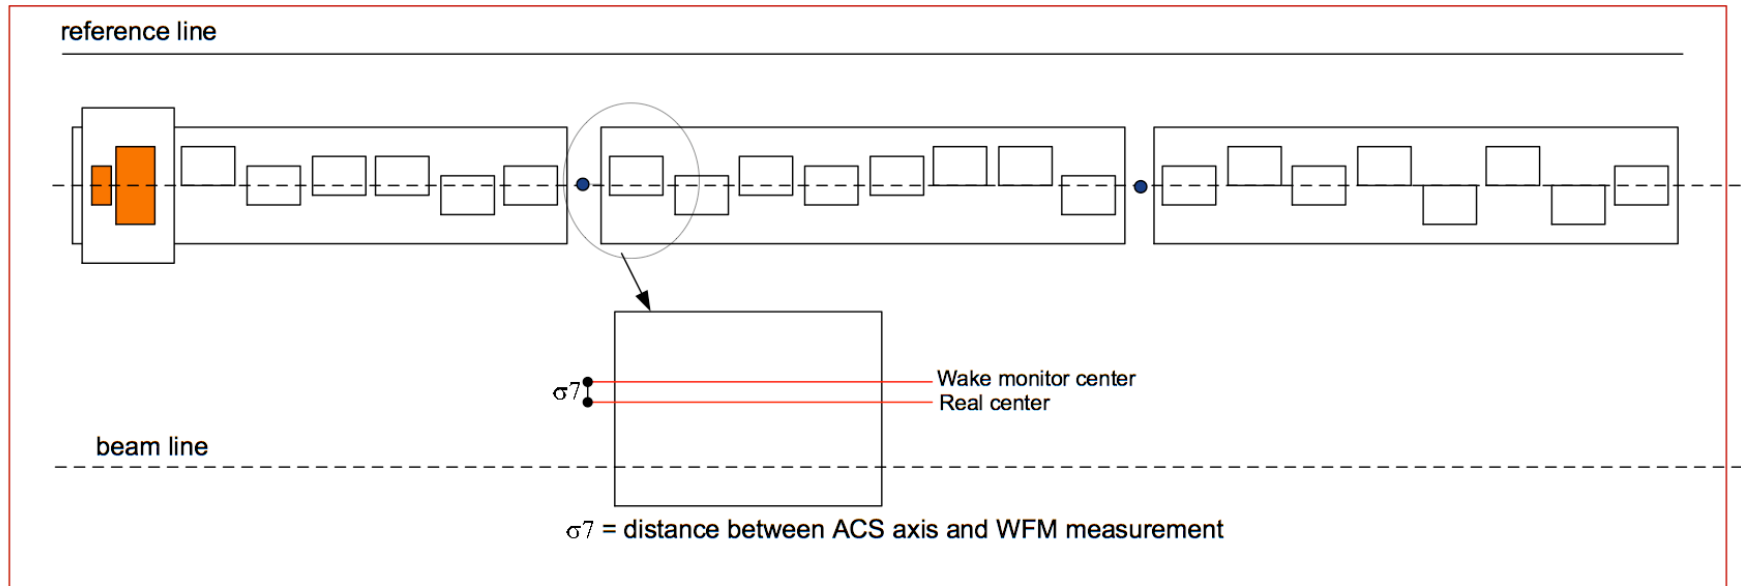 reference line
Wake monitor center
σ7
Real center
beam line
σ7 = distance between ACS axis and WFM measurement